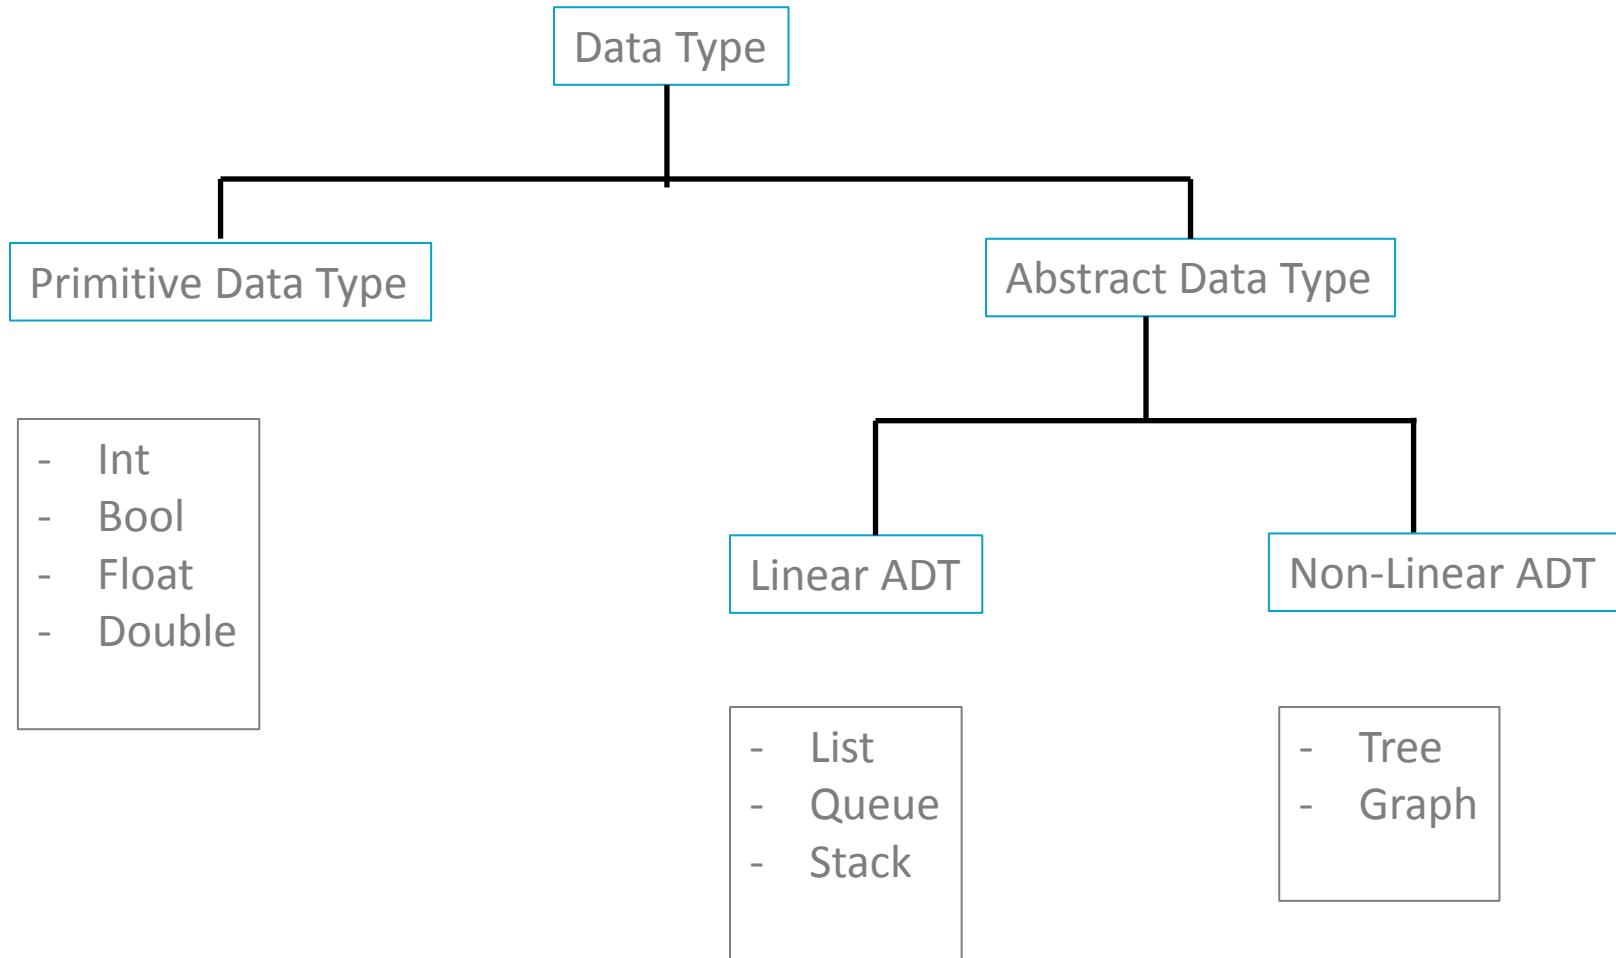 Data Type
Primitive Data Type
Abstract Data Type
- Int
- Bool
- Float
- Double
Linear ADT
Non-Linear ADT
- List
- Queue
- Stack
- Tree
- Graph